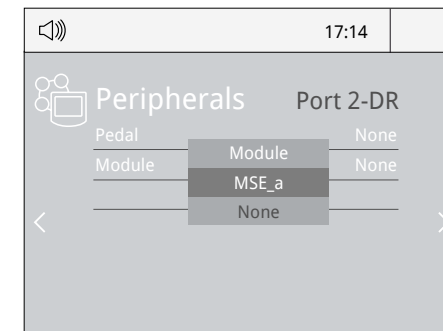 17:14
Peripherals Port 2-DR
Pedal None
Module None
Module
MSE_a
None